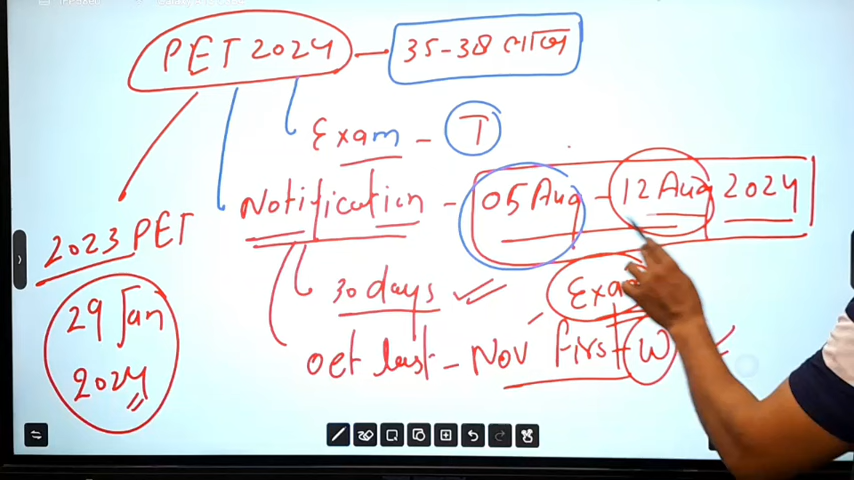 PET 2024 - 35-38 लाख
Exam - T
Notification - 05 Aug - 12 Aug 2024
2023 PET
29 Jan
2024
30 days
oct last - Nov first W
Exam